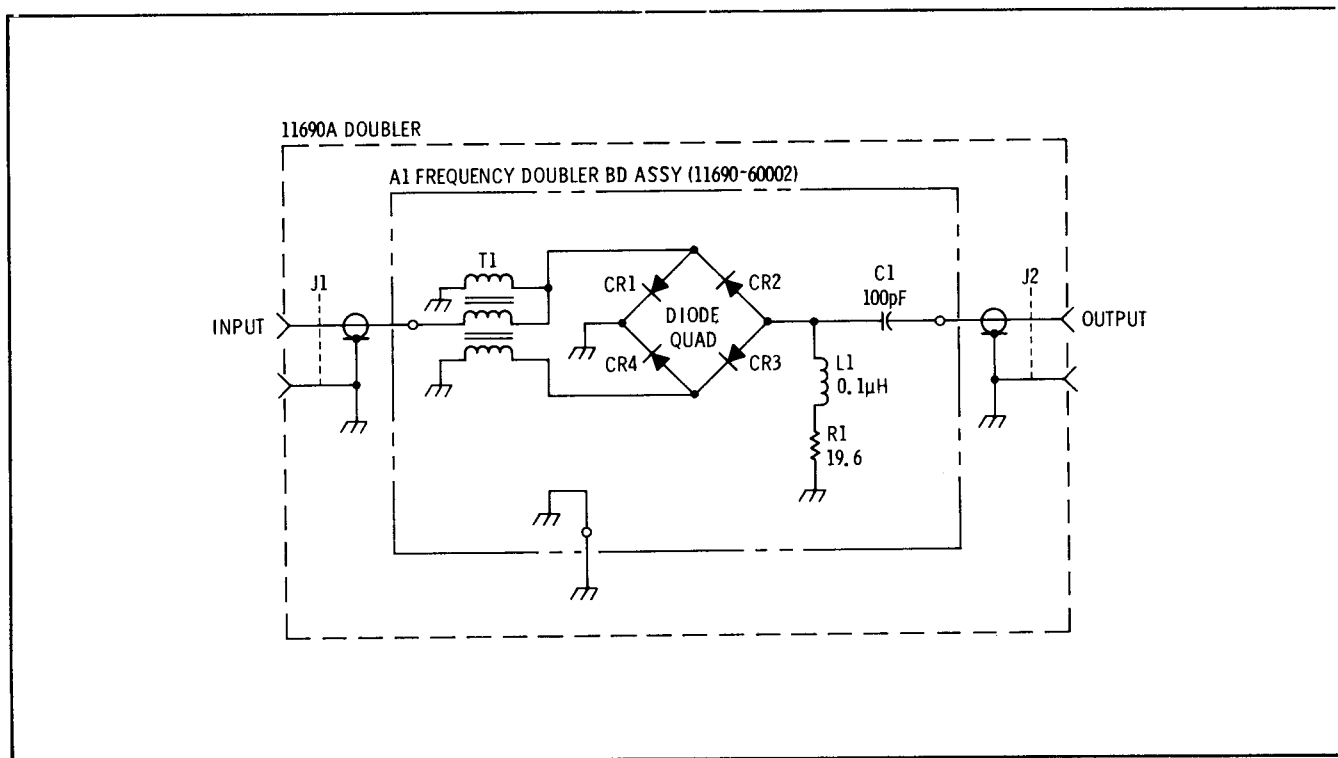 11690A DOUBLER
A1 FREQUENCY DOUBLER BD ASSY (11690-60002)
T1
CR1
CR2
C1
100pF
J1
J2
INPUT
DIODE
QUAD
OUTPUT
CR4
CR3
L1
0.1μH
R1
19.6